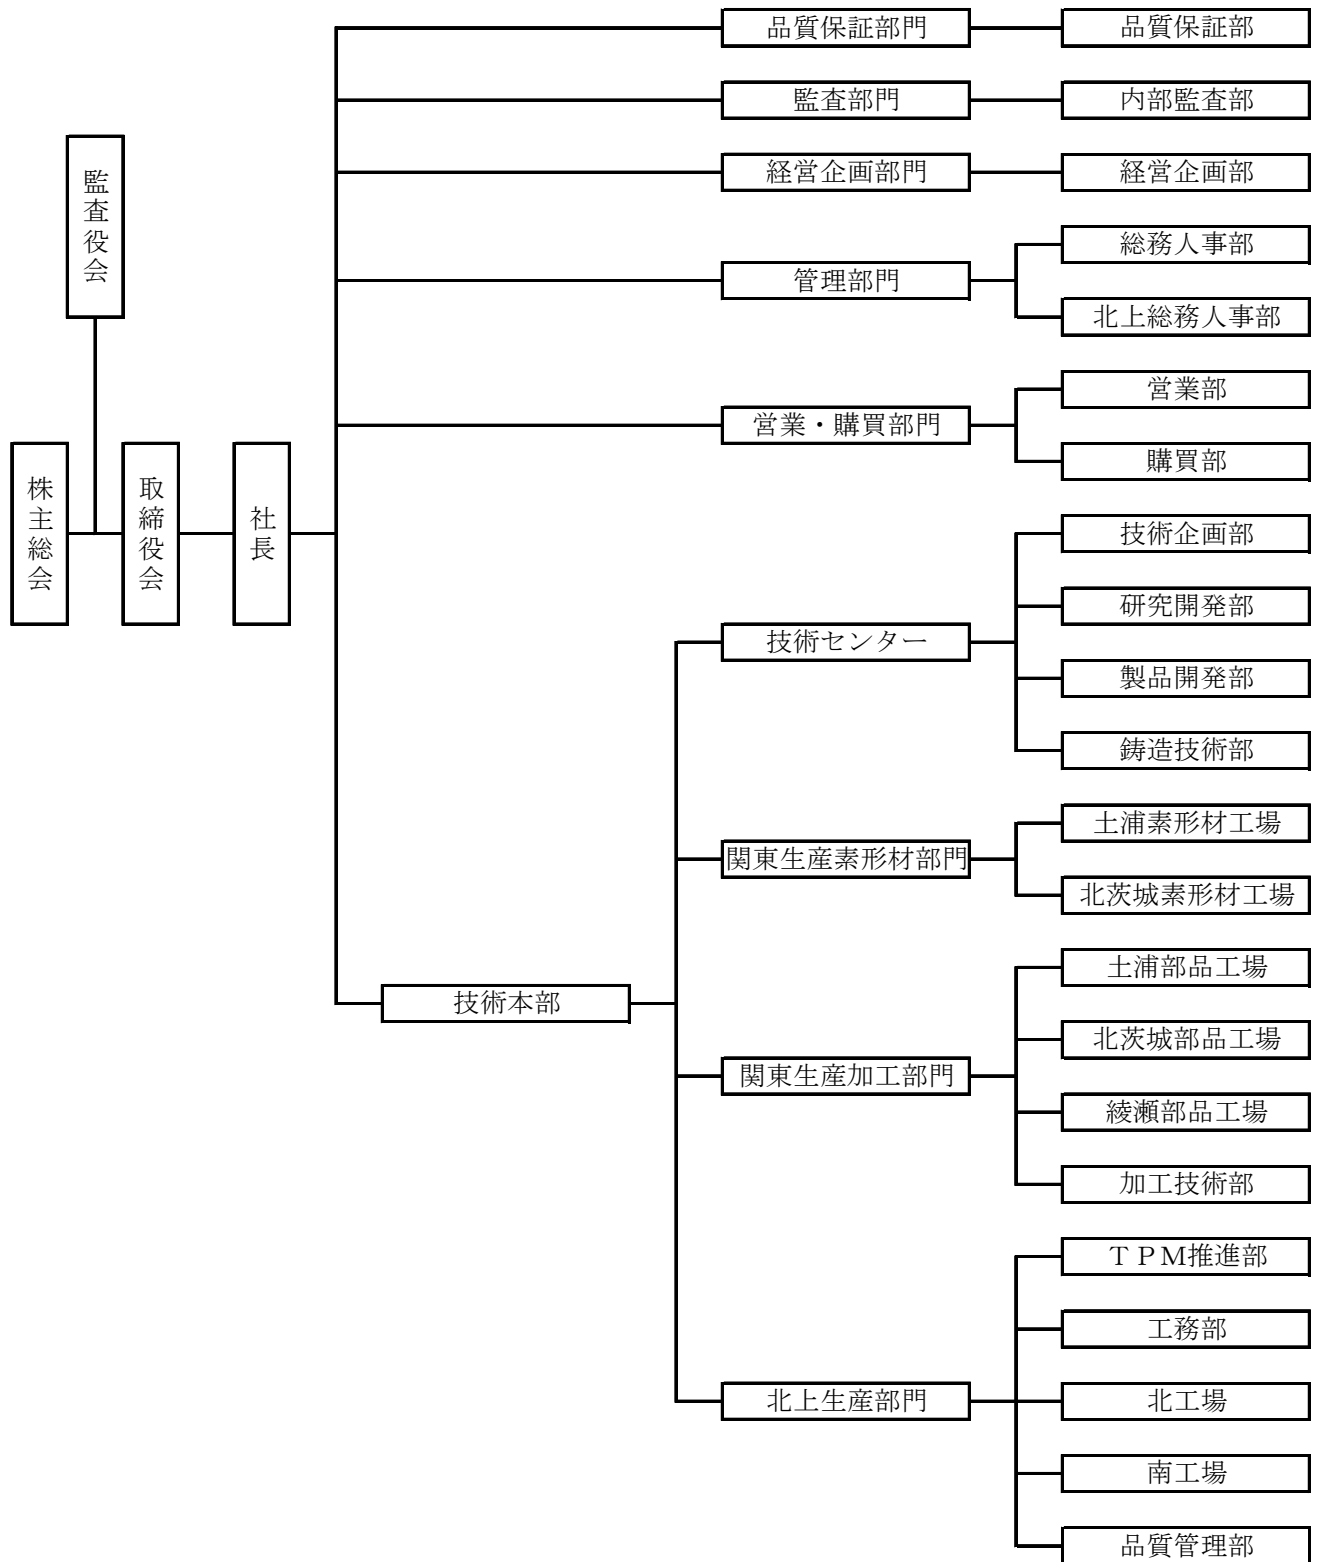 監査役会
株主総会
取締役会
社長
品質保証部門
品質保証部
監査部門
内部監査部
経営企画部門
経営企画部
管理部門
総務人事部
北上総務人事部
営業・購買部門
営業部
購買部
技術本部
技術センター
技術企画部
研究開発部
製品開発部
鋳造技術部
関東生産素形材部門
土浦素形材工場
北茨城素形材工場
関東生産加工部門
土浦部品工場
北茨城部品工場
綾瀬部品工場
加工技術部
北上生産部門
ＴＰＭ推進部
工務部
北工場
南工場
品質管理部